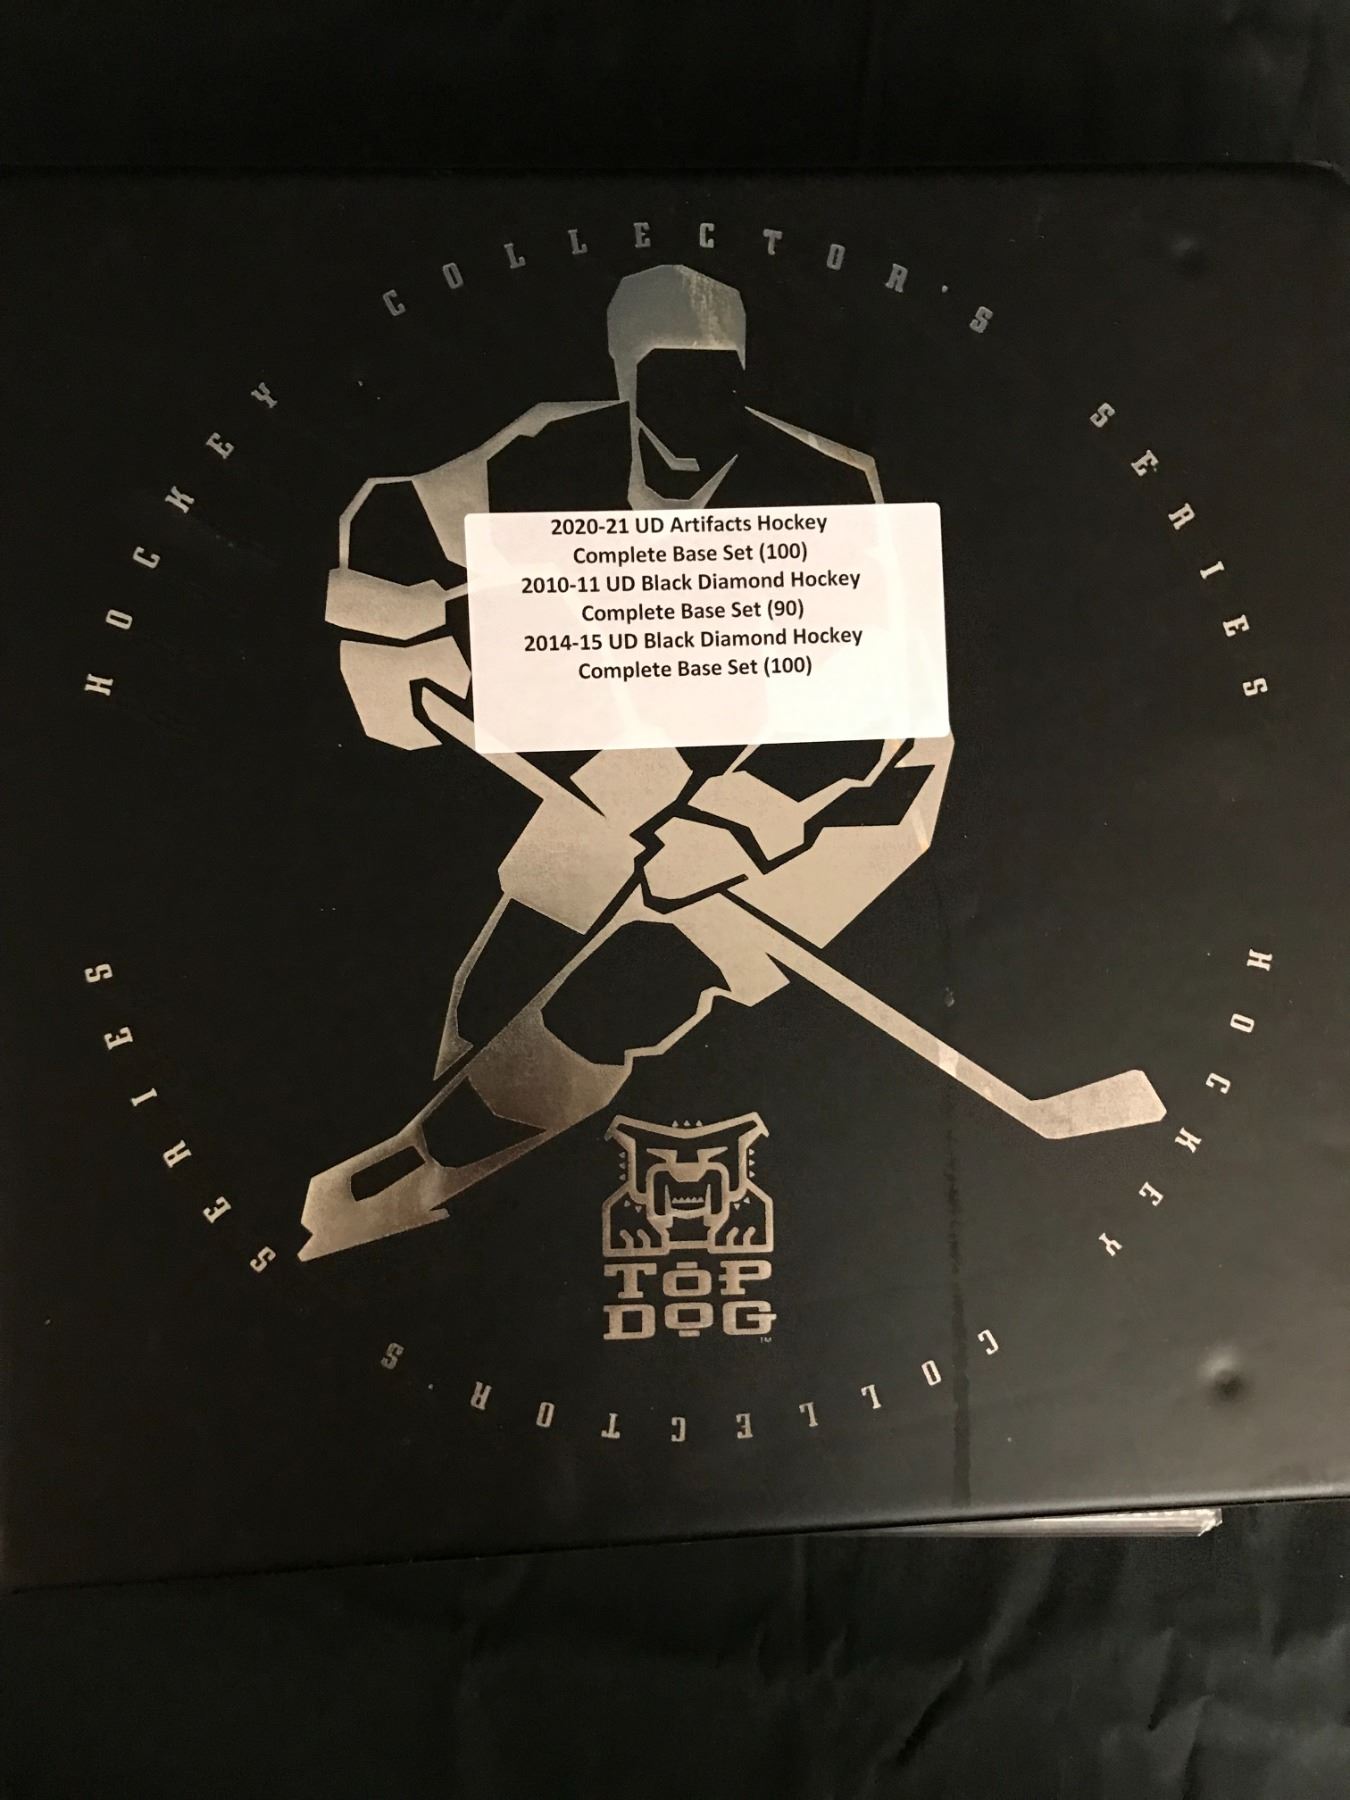 HOCKEY COLLECTOR'S SERIES
2020-21 UD Artifacts Hockey
Complete Base Set (100)
2010-11 UD Black Diamond Hockey
Complete Base Set (90)
2014-15 UD Black Diamond Hockey
Complete Base Set (100)
TOP
DOG
TM
HOCKEY COLLECTOR'S SERIES